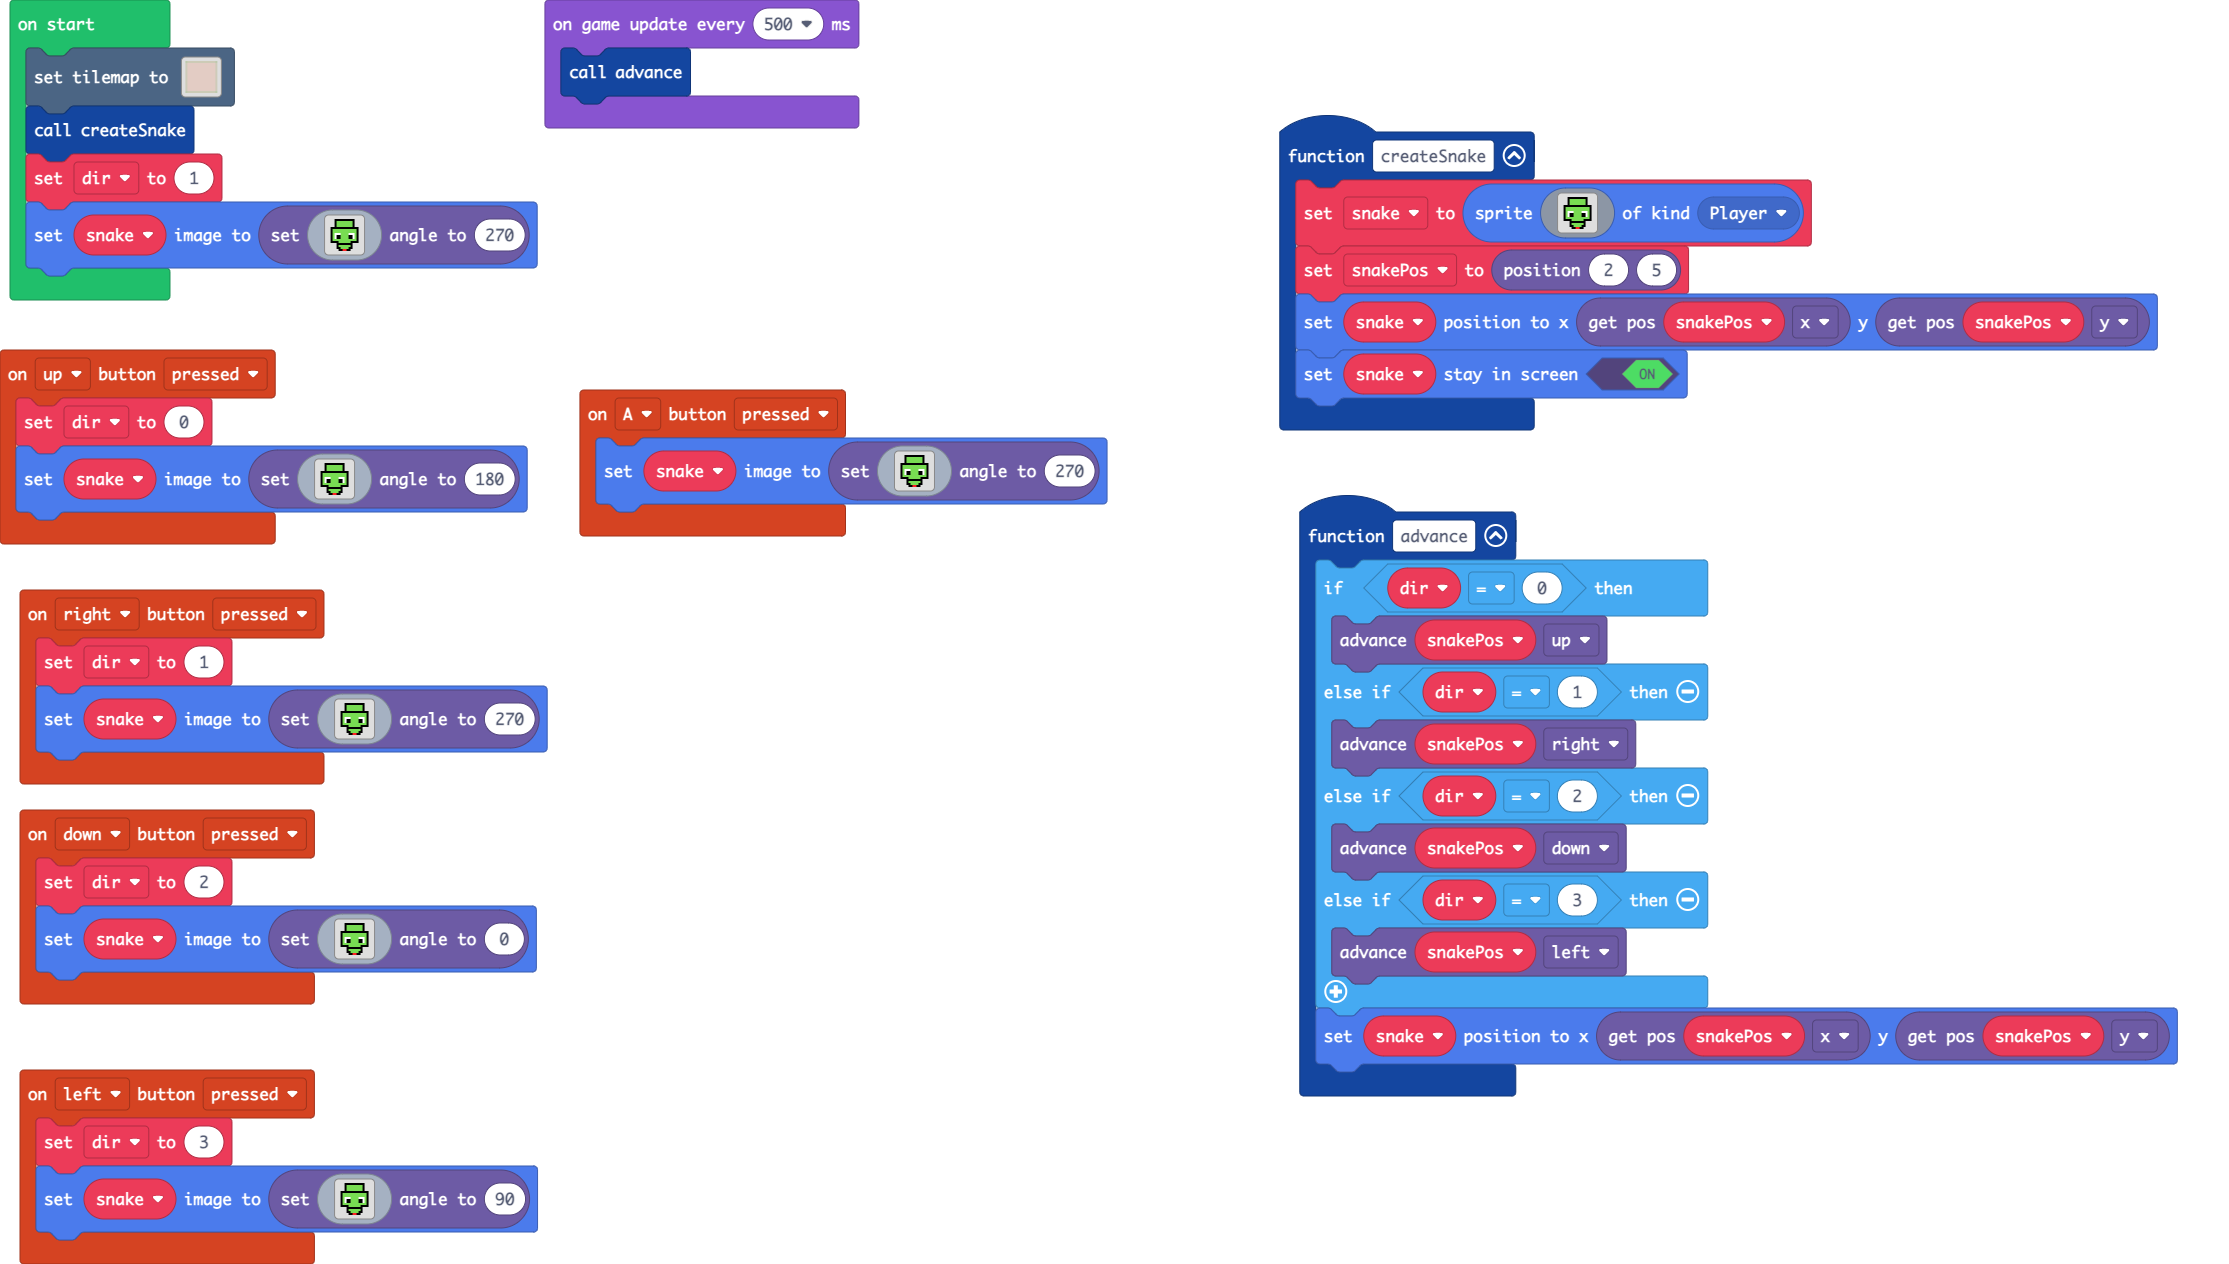 on start
set tilemap to
call createSnake
set dir to 1
set snake image to set angle to 270
on game update every 500 ms
call advance
on up button pressed
set dir to 0
set snake image to set angle to 180
on A button pressed
set snake image to set angle to 270
on right button pressed
set dir to 1
set snake image to set angle to 270
on down button pressed
set dir to 2
set snake image to set angle to 0
on left button pressed
set dir to 3
set snake image to set angle to 90
function createSnake
set snake to sprite of kind Player
set snakePos to position 2 5
set snake position to x get pos snakePos x y get pos snakePos y
set snake stay in screen ON
function advance
if dir = 0 then
advance snakePos up
else if dir = 1 then
advance snakePos right
else if dir = 2 then
advance snakePos down
else if dir = 3 then
advance snakePos left
set snake position to x get pos snakePos x y get pos snakePos y